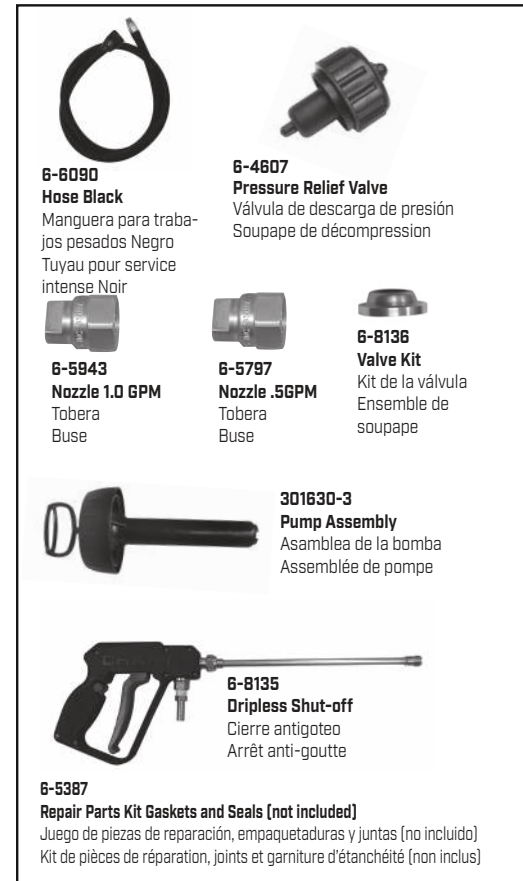 6-6090
Hose Black
Manguera para traba-
jos pesados Negro
Tuyau pour service
intense Noir
6-4607
Pressure Relief Valve
Válvula de descarga de presión
Soupape de décompression
6-5943
Nozzle 1.0 GPM
Tobera
Buse
6-5797
Nozzle .5GPM
Tobera
Buse
6-8136
Valve Kit
Kit de la válvula
Ensemble de
soupape
301630-3
Pump Assembly
Asamblea de la bomba
Assemblée de pompe
6-8135
Dripless Shut-off
Cierre antigoteo
Arrêt anti-goutte
6-5387
Repair Parts Kit Gaskets and Seals (not included)
Juego de piezas de reparación, empaquetaduras y juntas (no incluido)
Kit de pièces de réparation, joints et garniture d'étanchéité (non inclus)